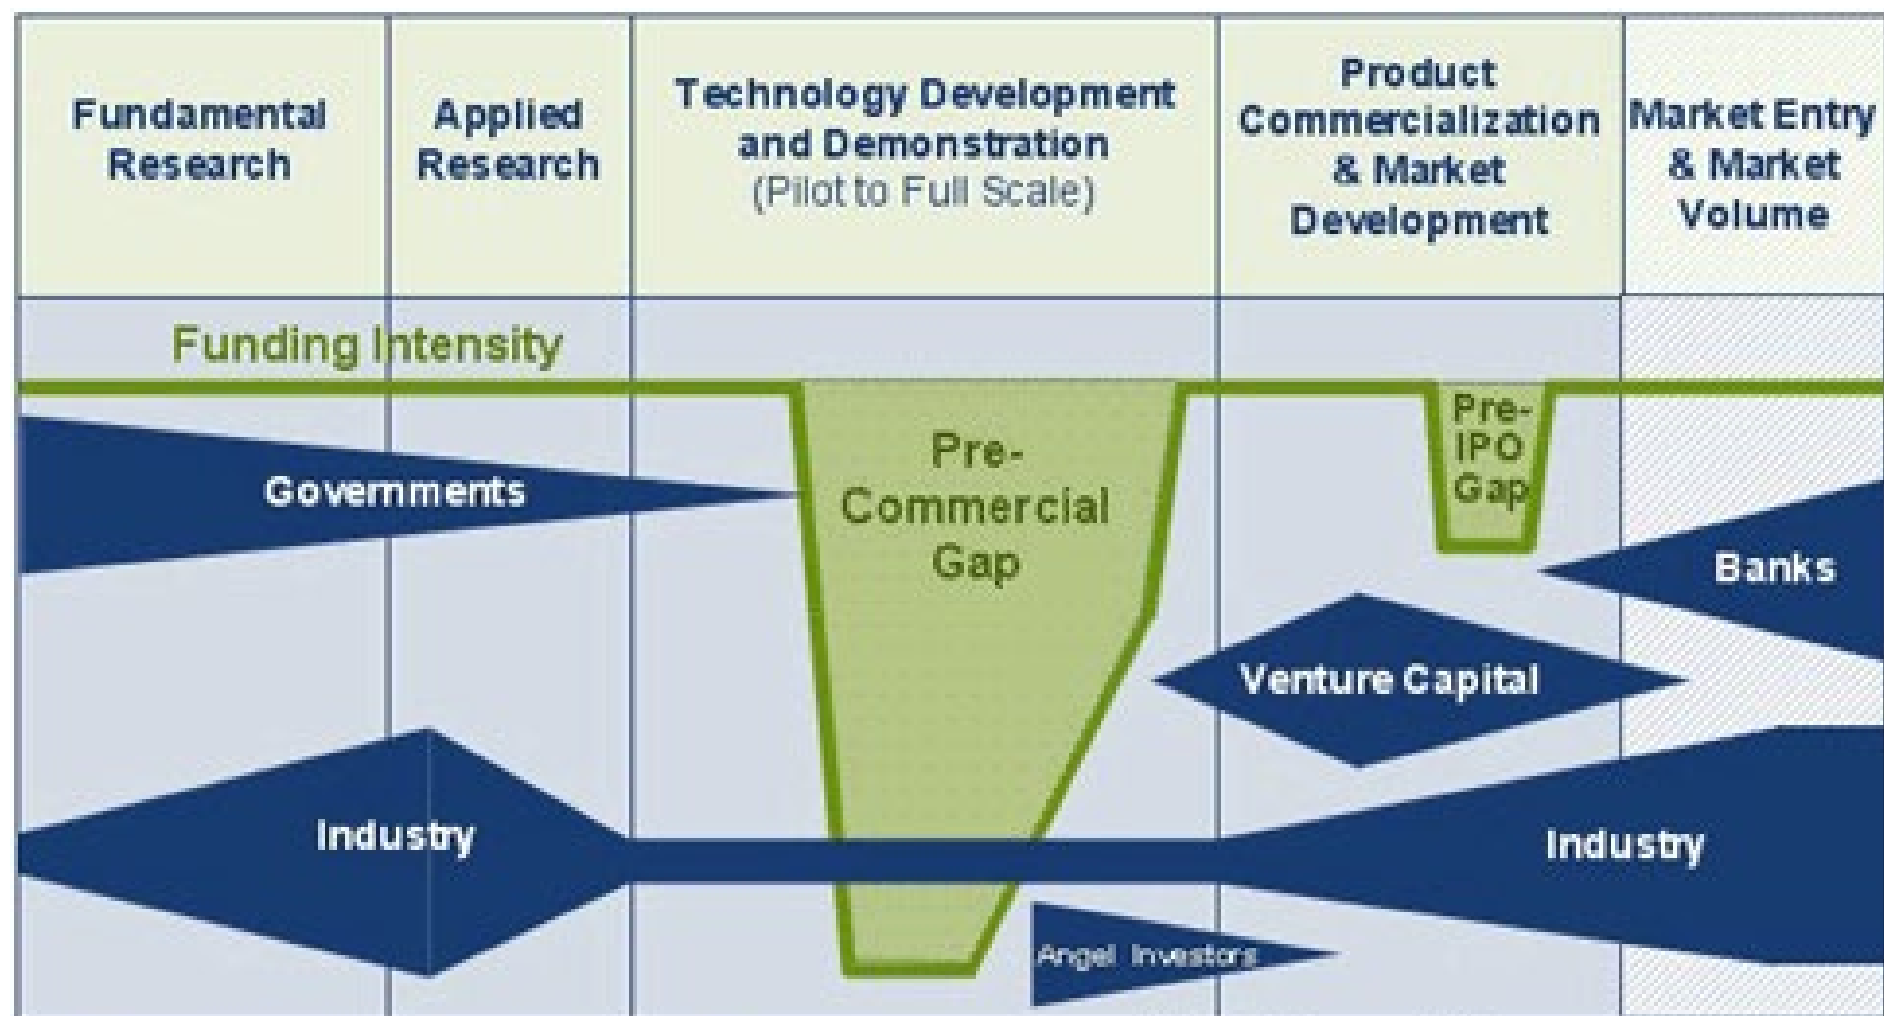 Fundamental
Research
Applied
Research
Technology Development
and Demonstration
(Pilot to Full Scale)
Product
Commercialization
& Market
Development
Market Entry
& Market
Volume
Funding Intensity
Governments
Pre-
Commercial
Gap
Pre-
IPO
Gap
Banks
Venture Capital
Industry
Industry
Angel Investors